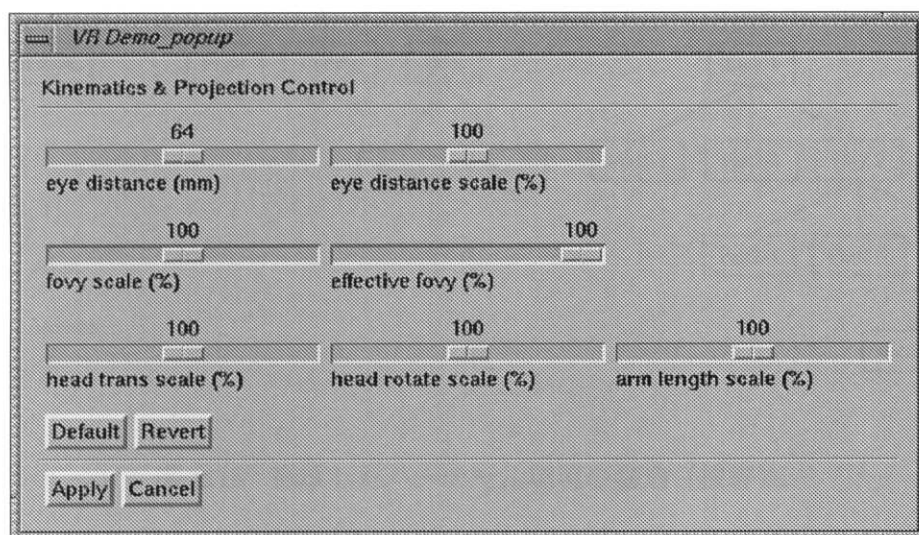 VR Demo_popup
Kinematics & Projection Control
64 100
eye distance (mm) eye distance scale (%)
100 100
fovy scale (%) effective fovy (%)
100 100 100
head trans scale (%) head rotate scale (%) arm length scale (%)
Default Revert
Apply Cancel